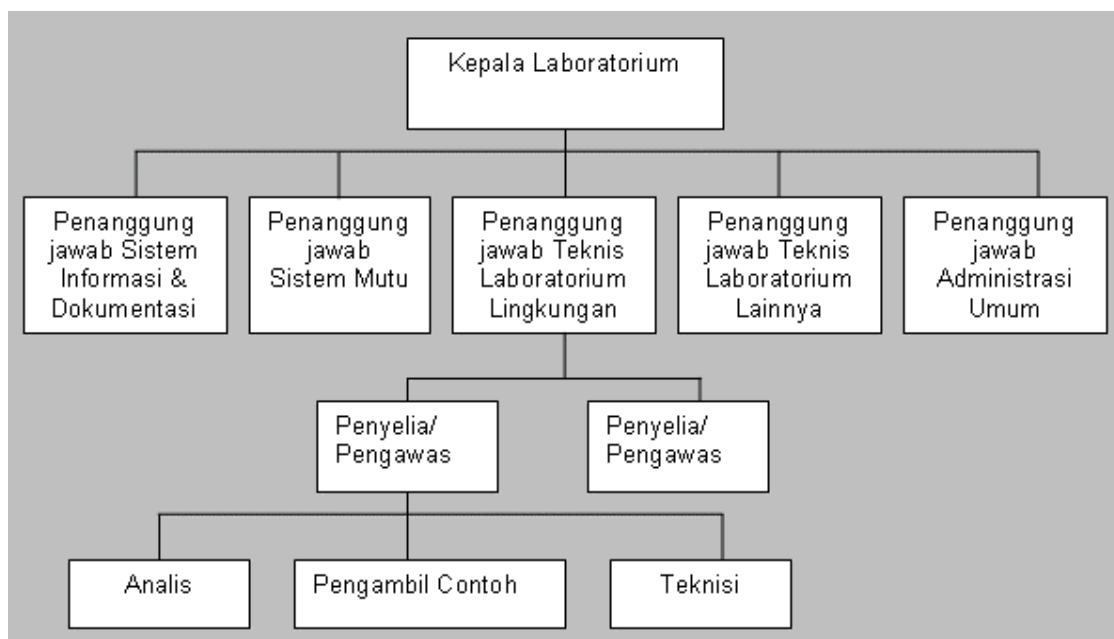 Kepala Laboratorium
Penanggung
jawab Sistem
Informasi &
Dokumentasi
Penanggung
jawab
Sistem Mutu
Penanggung
jawab Teknis
Laboratorium
Lingkungan
Penanggung
jawab Teknis
Laboratorium
Lainnya
Penanggung
jawab
Administrasi
Umum
Penyelia/
Pengawas
Penyelia/
Pengawas
Analis
Pengambil Contoh
Teknisi